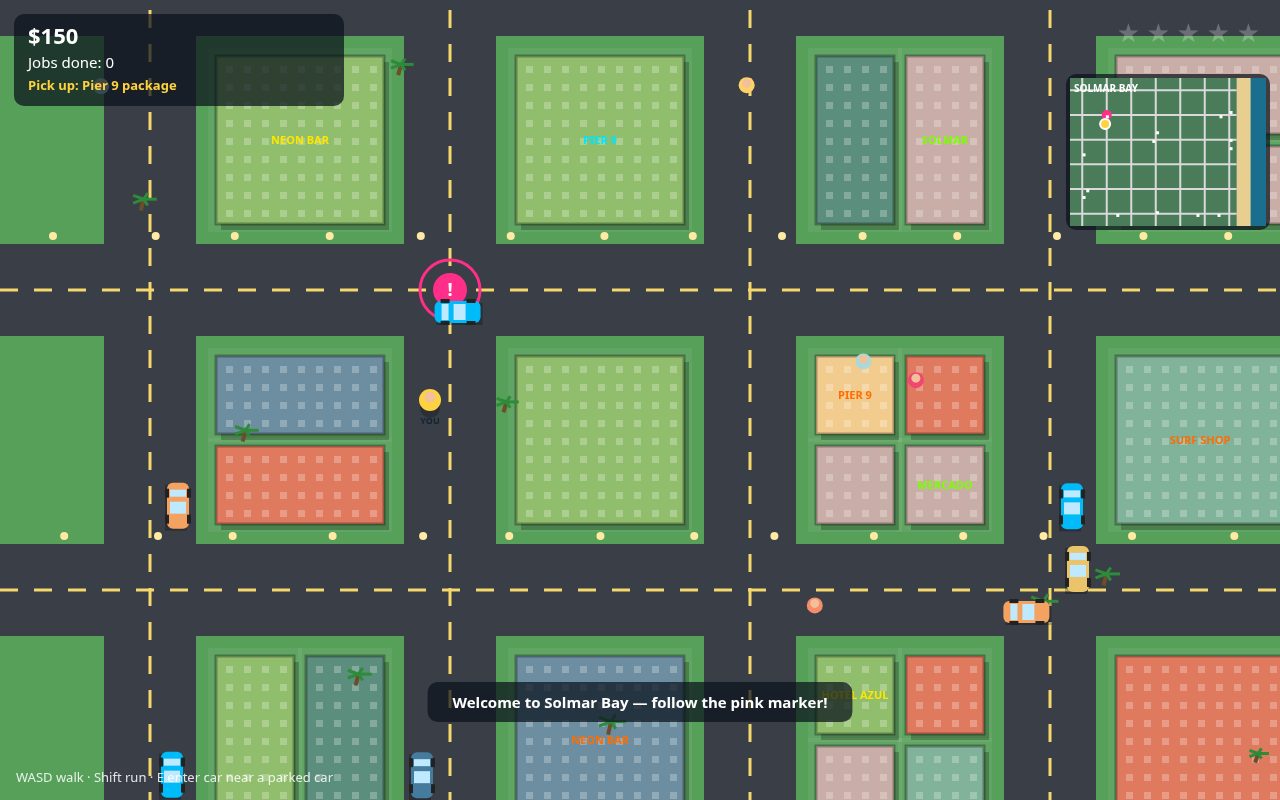 $150
Jobs done: 0
Pick up: Pier 9 package
SOLMAR BAY
NEON BAR
PIER 9
SOLMAR
!
PIER 9
YOU
SURF SHOP
MERCADO
HOTEL AZUL
Welcome to Solmar Bay — follow the pink marker!
NEON BAR
WASD walk · Shift run · E enter car near a parked car